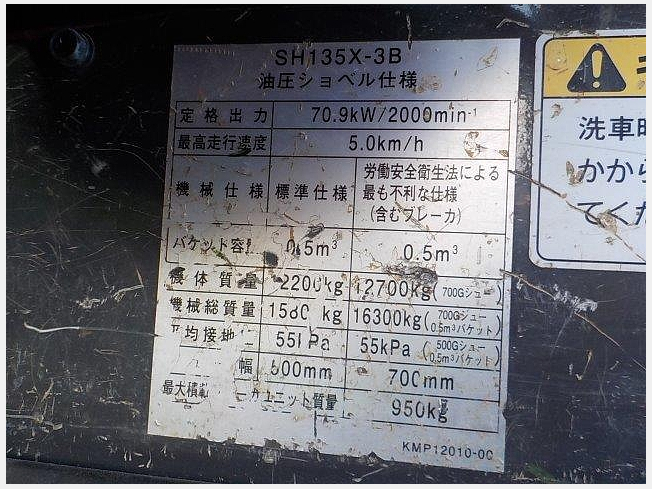 SH135X-3B
油圧ショベル仕様
定格出力 70.9kW/2000min⁻¹
最高走行速度 5.0km/h
機械仕様 標準仕様 労働安全衛生法による
最も不利な仕様
(含むブレーカ)
バケット容量 0.5m³ 0.5m³
機体質量 2200kg 12700kg(700Gシュー)
機械総質量 kg 16300kg(700Gシュー
0.5m³バケット)
均接地 55kPa 55kPa(500Gシュー
0.5m³バケット)
幅 600mm 700mm
最大積 ユニット質量 950kg
KMP12010-00
洗車時
かから
てくだ